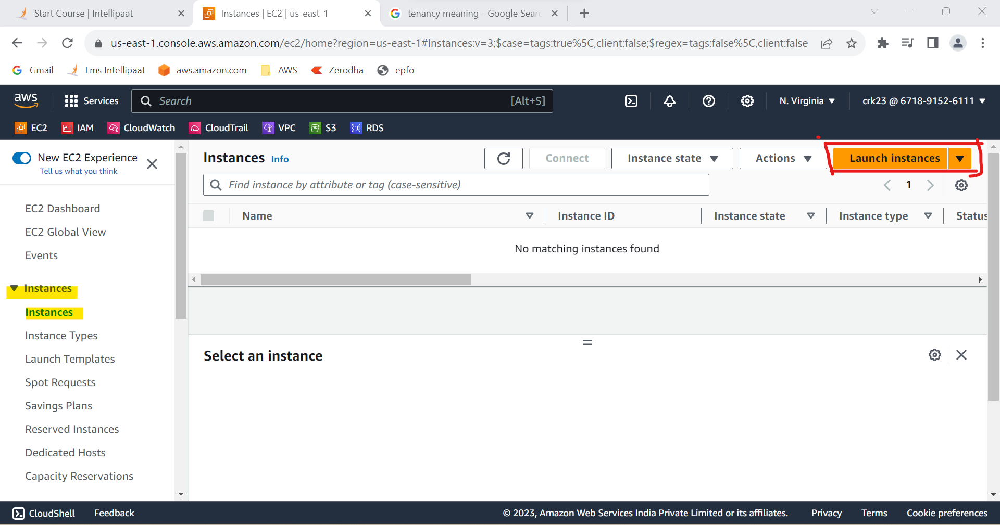 Start Course | Intellipaat
Instances | EC2 | us-east-1
tenancy meaning - Google Sear
us-east-1.console.aws.amazon.com/ec2/home?region=us-east-1#Instances:v=3;$case=tags:true%5C,client:false;$regex=tags:false%5C,client:false
Gmail Lms Intellipaat aws.amazon.com AWS Zerodha epfo
aws Services Search [Alt+S] N. Virginia crk23 @ 6718-9152-6111
EC2 IAM CloudWatch CloudTrail VPC S3 RDS
New EC2 Experience
Tell us what you think
EC2 Dashboard
EC2 Global View
Events
Instances
Instances
Instance Types
Launch Templates
Spot Requests
Savings Plans
Reserved Instances
Dedicated Hosts
Capacity Reservations
Instances Info Connect Instance state Actions Launch instances
Find instance by attribute or tag (case-sensitive) 1
Name Instance ID Instance state Instance type Status
No matching instances found
Select an instance
CloudShell Feedback © 2023, Amazon Web Services India Private Limited or its affiliates. Privacy Terms Cookie preferences